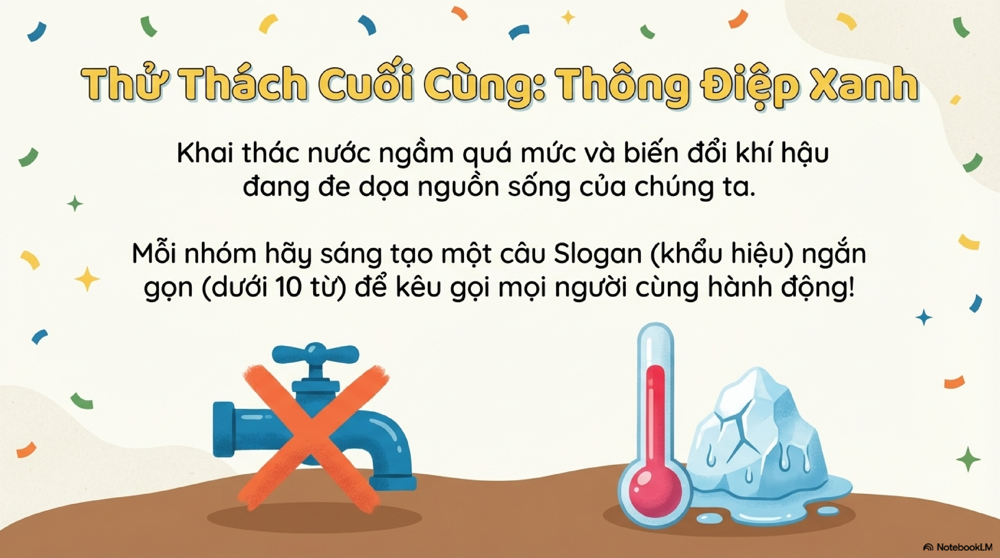 Thử Thách Cuối Cùng: Thông Điệp Xanh
Khai thác nước ngầm quá mức và biến đổi khí hậu
đang đe dọa nguồn sống của chúng ta.
Mỗi nhóm hãy sáng tạo một câu Slogan (khẩu hiệu) ngắn
gọn (dưới 10 từ) để kêu gọi mọi người cùng hành động!
NotebookLM